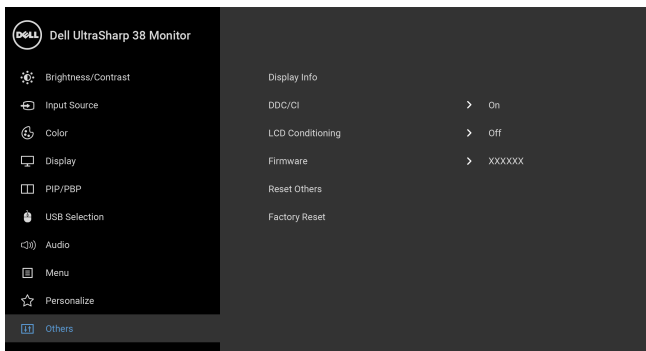 DELL
Dell UltraSharp 38 Monitor
Brightness/Contrast
Input Source
Color
Display
PIP/PBP
USB Selection
Audio
Menu
Personalize
Others
Display Info
DDC/CI > On
LCD Conditioning > Off
Firmware > XXXXXX
Reset Others
Factory Reset